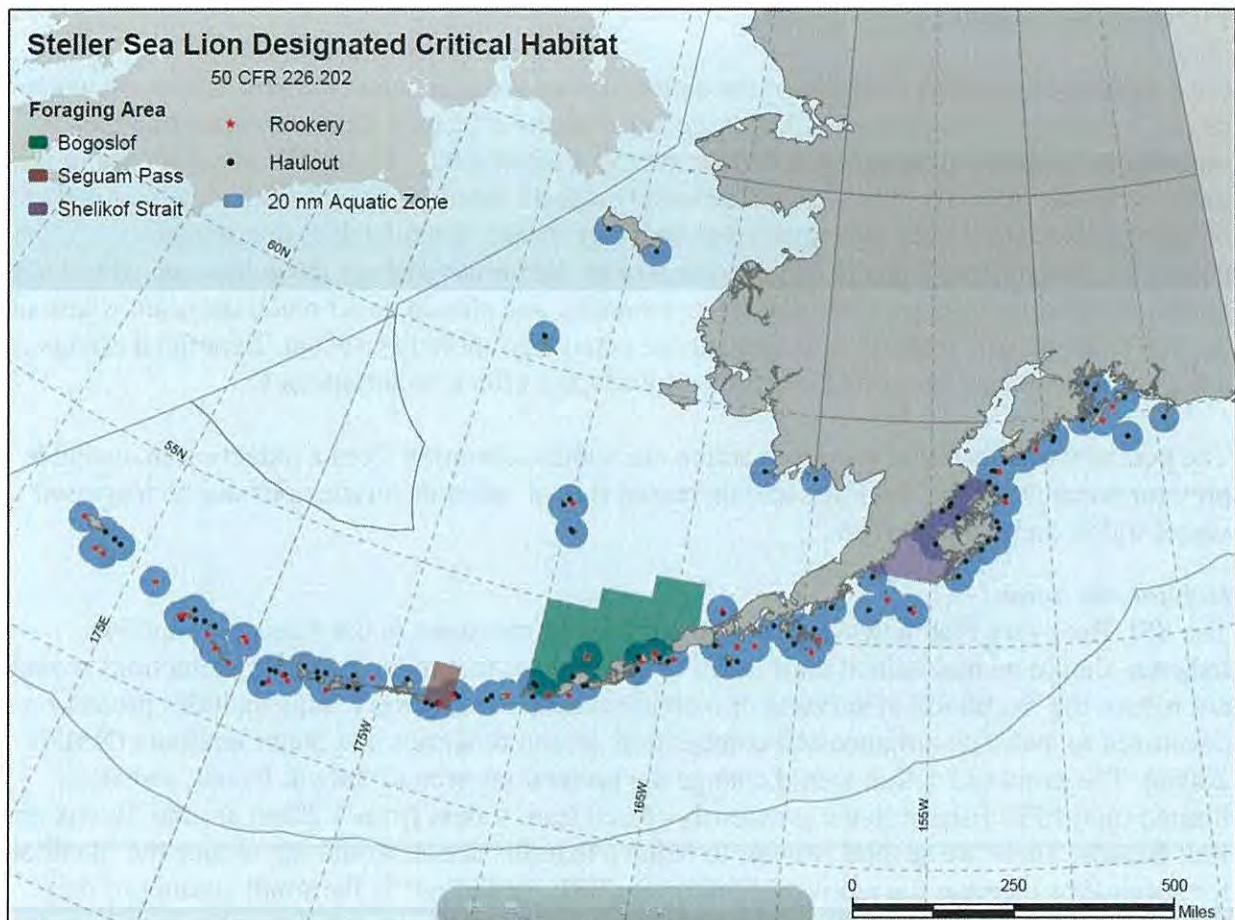 Steller Sea Lion Designated Critical Habitat
50 CFR 226.202
Foraging Area
Bogoslof
Seguam Pass
Shelikof Strait
Rookery
Haulout
20 nm Aquatic Zone
60N
55N
175E
175W
165W
155W
0 250 500
Miles